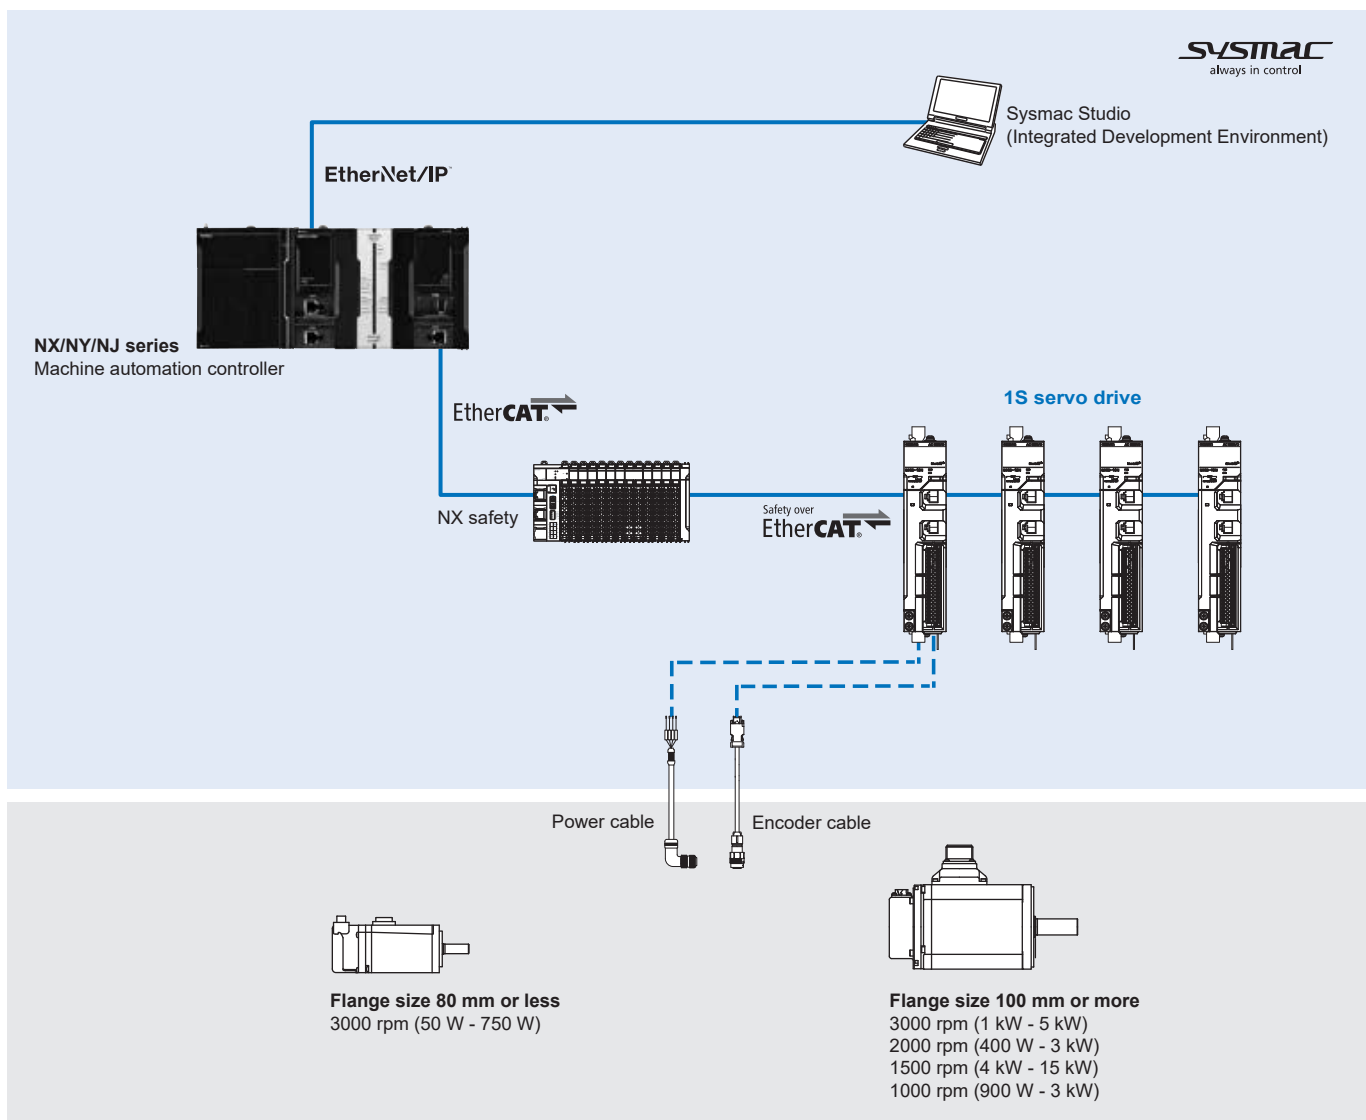 sysmac
always in control
Sysmac Studio
(Integrated Development Environment)
EtherNet/IP™
NX/NY/NJ series
Machine automation controller
EtherCAT®
1S servo drive
NX safety
Safety over
EtherCAT®
Power cable
Encoder cable
Flange size 80 mm or less
3000 rpm (50 W - 750 W)
Flange size 100 mm or more
3000 rpm (1 kW - 5 kW)
2000 rpm (400 W - 3 kW)
1500 rpm (4 kW - 15 kW)
1000 rpm (900 W - 3 kW)